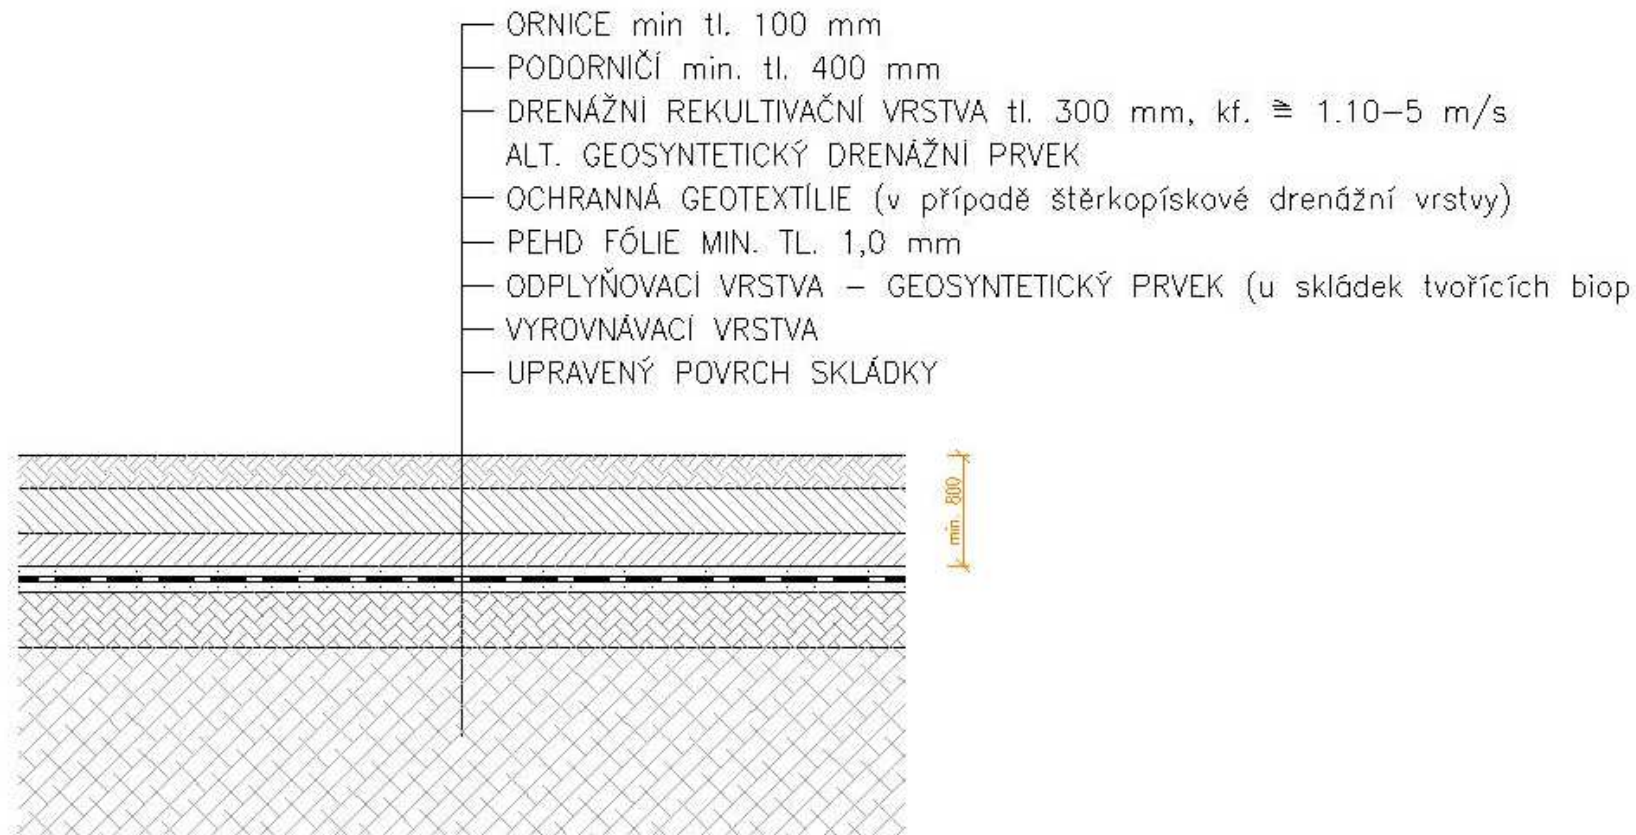 ORNICE min tl. 100 mm
PODORNIČÍ min. tl. 400 mm
DRENÁŽNÍ REKULTIVAČNÍ VRSTVA tl. 300 mm, kf. ≅ 1.10–5 m/s
ALT. GEOSYNTETICKÝ DRENÁŽNÍ PRVEK
OCHRANNÁ GEOTEXTÍLIE (v případě štěrkopískové drenážní vrstvy)
PEHD FÓLIE MIN. TL. 1,0 mm
ODPLYŇOVACÍ VRSTVA – GEOSYNTETICKÝ PRVEK (u skládek tvořících biop
VYROVNÁVACÍ VRSTVA
UPRAVENÝ POVRCH SKLÁDKY
min. 800